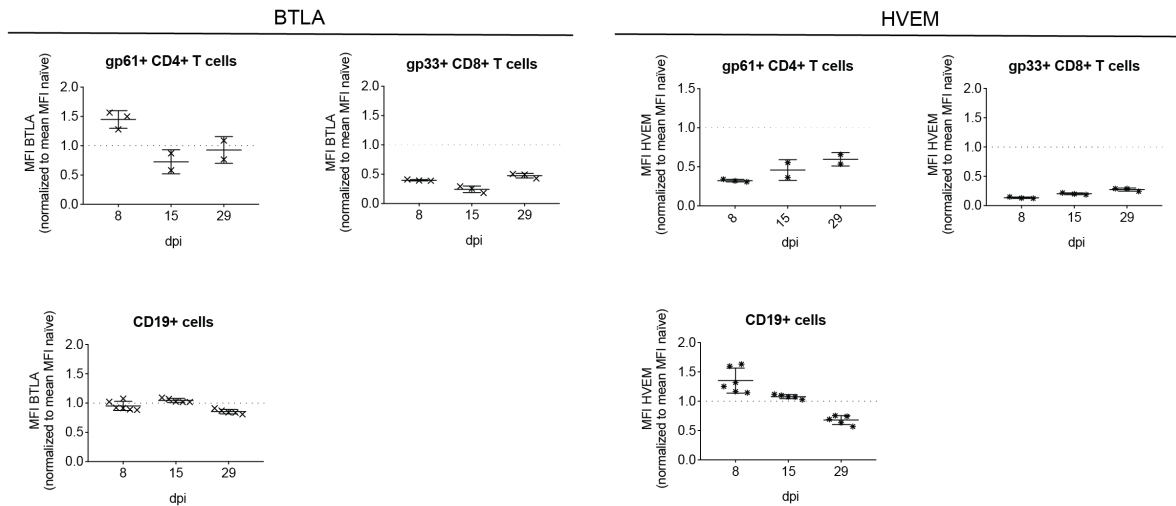 BTLA
HVEM
gp61+ CD4+ T cells
MFI BTLA
(normalized to mean MFI naïve)
2.0
1.5
1.0
0.5
0.0
8
15
29
dpi
gp33+ CD8+ T cells
MFI BTLA
(normalized to mean MFI naïve)
2.0
1.5
1.0
0.5
0.0
8
15
29
dpi
gp61+ CD4+ T cells
MFI HVEM
(normalized to mean MFI naïve)
1.5
1.0
0.5
0.0
8
15
29
dpi
gp33+ CD8+ T cells
MFI HVEM
(normalized to mean MFI naïve)
2.0
1.5
1.0
0.5
0.0
8
15
29
dpi
CD19+ cells
MFI BTLA
(normalized to mean MFI naïve)
2.0
1.5
1.0
0.5
0.0
8
15
29
dpi
CD19+ cells
MFI HVEM
(normalized to mean MFI naïve)
2.0
1.5
1.0
0.5
0.0
8
15
29
dpi